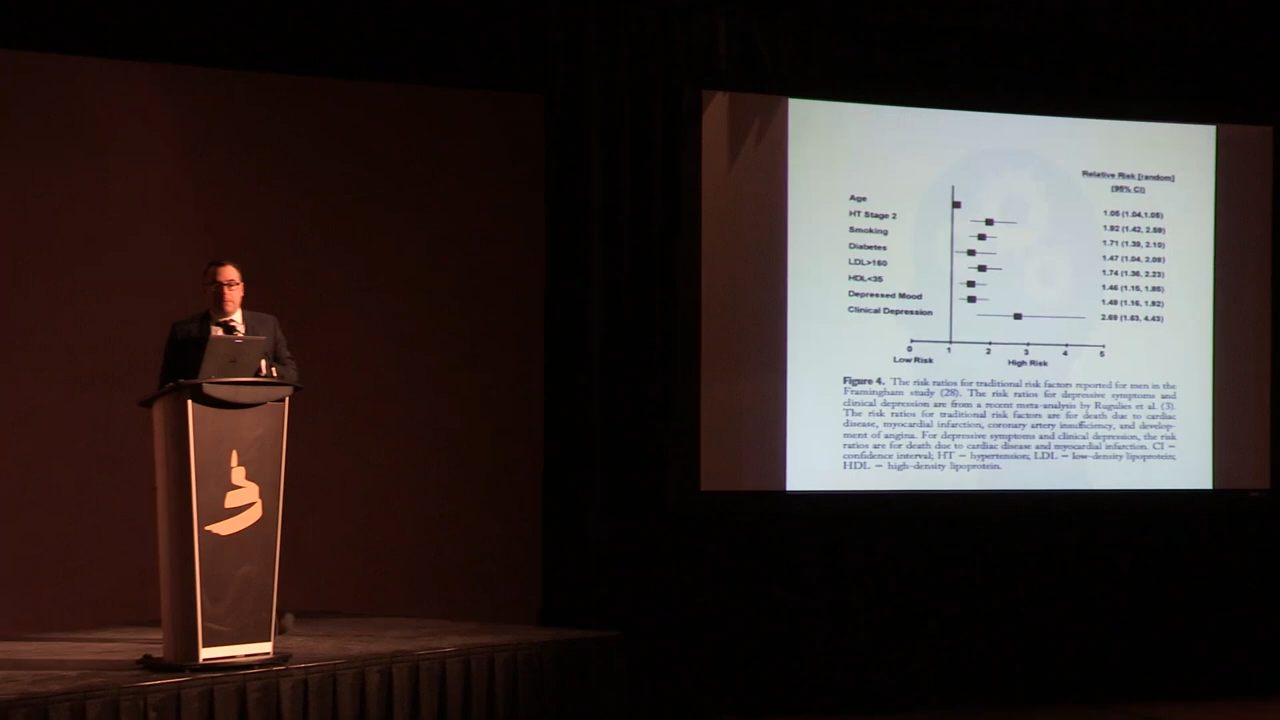 Relative Risk [random]
(95% CI)
Age 1.05 (1.04,1.05)
HT Stage 2 1.92 (1.42, 2.59)
Smoking 1.71 (1.39, 2.10)
Diabetes 1.47 (1.04, 2.08)
LDL>160 1.74 (1.36, 2.23)
HDL<35 1.46 (1.15, 1.85)
Depressed Mood 1.49 (1.16, 1.92)
Clinical Depression 2.69 (1.63, 4.43)
0 1 2 3 4 5
Low Risk High Risk
Figure 4. The risk ratios for traditional risk factors reported for men in the
Framingham study (28). The risk ratios for depressive symptoms and
clinical depression are from a recent meta-analysis by Rugulies et al. (3).
The risk ratios for traditional risk factors are for death due to cardiac
disease, myocardial infarction, coronary artery insufficiency, and develop-
ment of angina. For depressive symptoms and clinical depression, the risk
ratios are for death due to cardiac disease and myocardial infarction. CI =
confidence interval; HT = hypertension; LDL = low-density lipoprotein;
HDL = high-density lipoprotein.